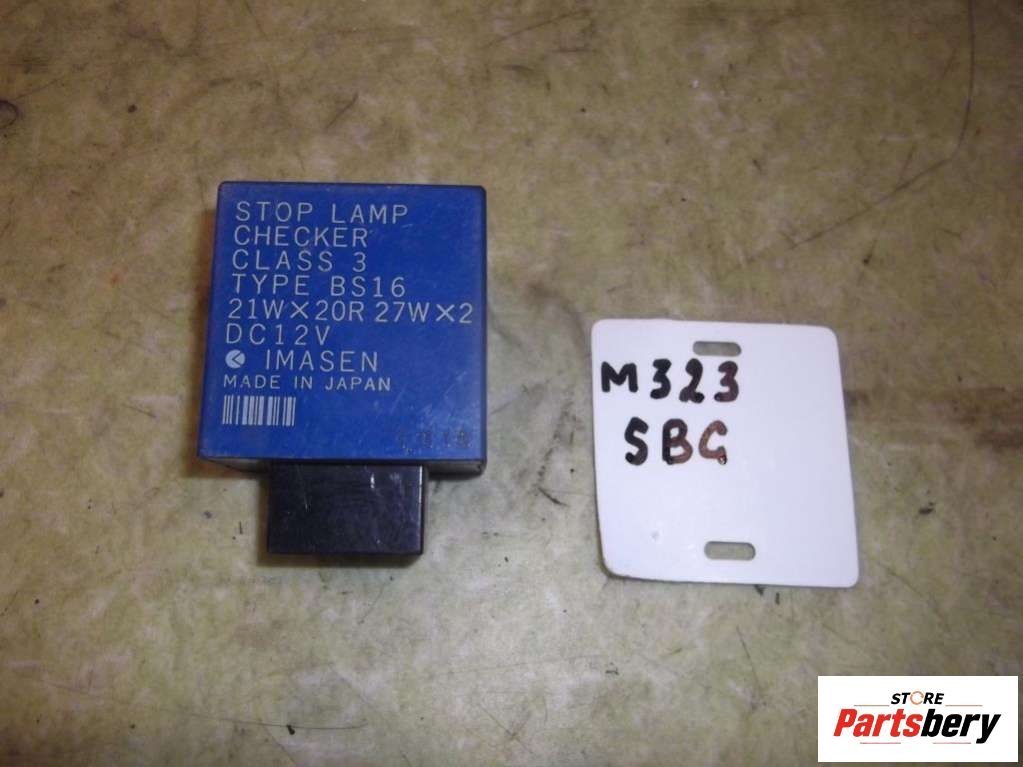 STOP LAMP
CHECKER
CLASS 3
TYPE BS16
21W×20R 27W×2
DC12V
IMASEN
MADE IN JAPAN
M323
SBG
STORE
Partsbery